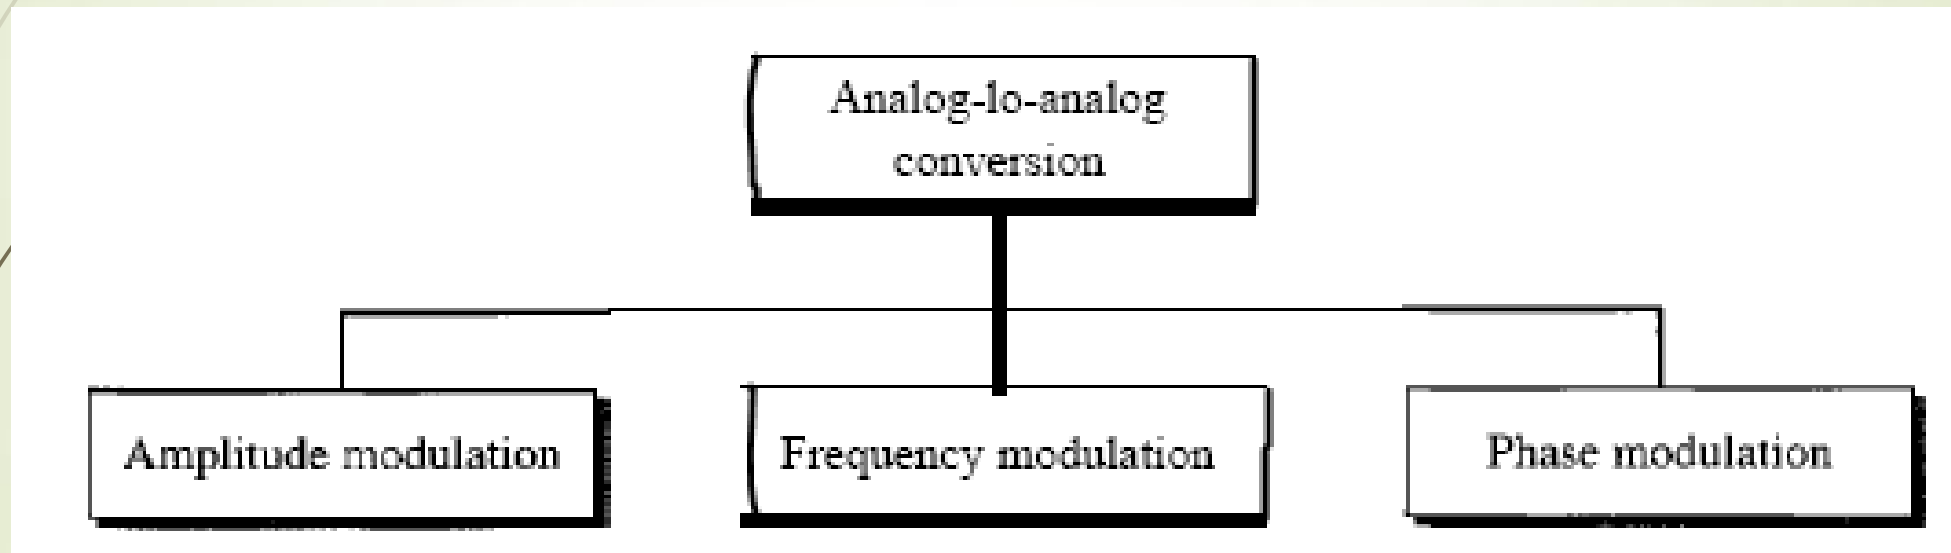 Analog-lo-analog
conversion
Amplitude modulation
Frequency modulation
Phase modulation